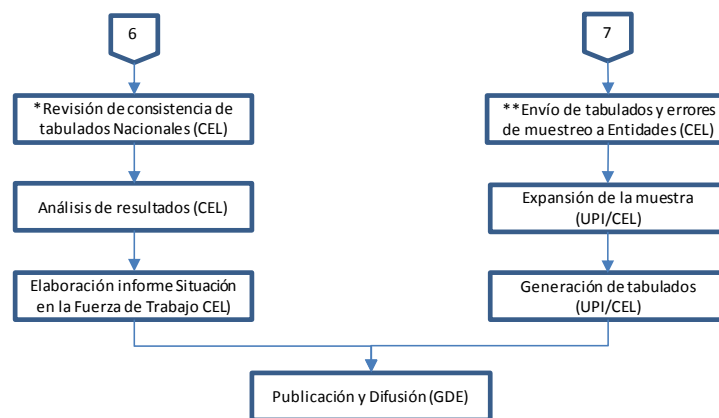 6
7
*Revisión de consistencia de
tabulados Nacionales (CEL)
**Envío de tabulados y errores
de muestreo a Entidades (CEL)
Análisis de resultados (CEL)
Expansión de la muestra
(UPI/CEL)
Elaboración informe Situación
en la Fuerza de Trabajo CEL)
Generación de tabulados
(UPI/CEL)
Publicación y Difusión (GDE)